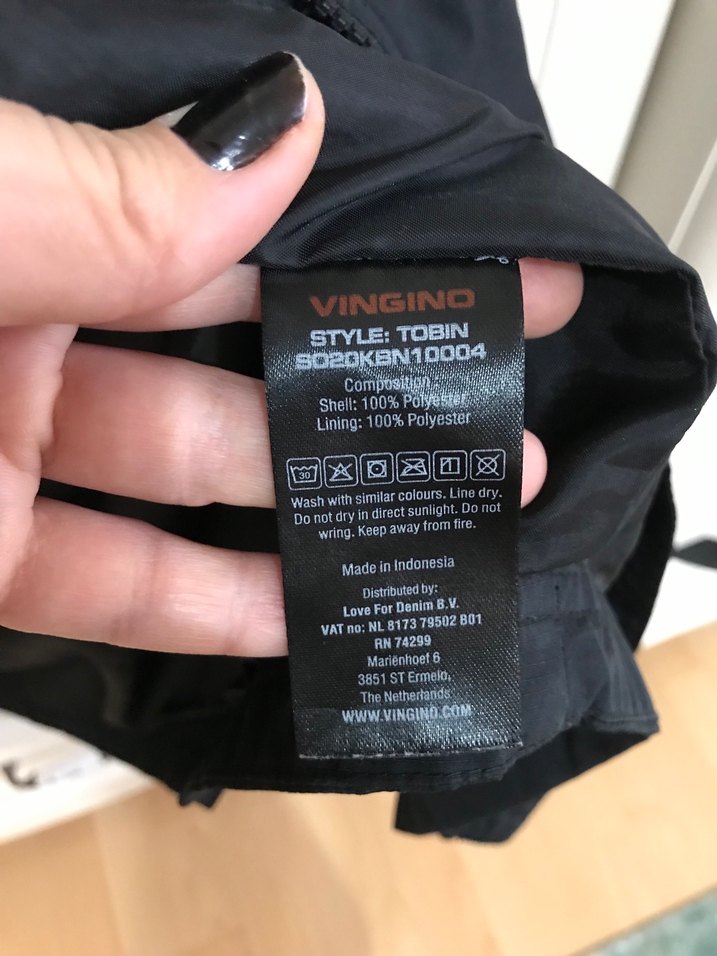 VINGINO
STYLE: TOBIN
SO20KBN10004
Composition:
Shell: 100% Polyester
Lining: 100% Polyester
30
Wash with similar colours. Line dry.
Do not dry in direct sunlight. Do not
wring. Keep away from fire.
Made in Indonesia
Distributed by:
Love For Denim B.V.
VAT no: NL 8173 79502 B01
RN 74299
Mariënhoef 6
3851 ST Ermelo,
The Netherlands
WWW.VINGINO.COM